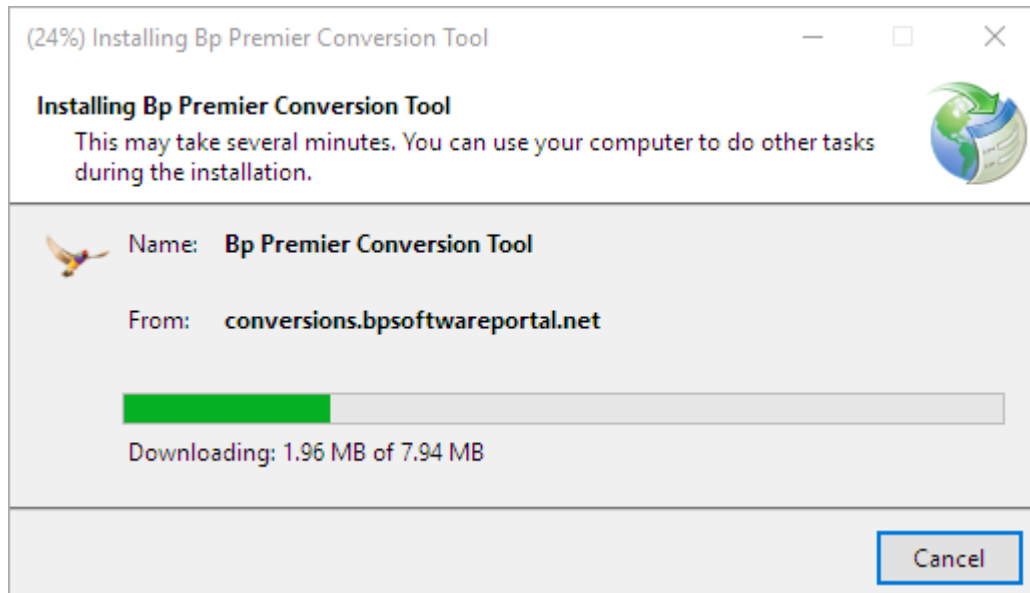 (24%) Installing Bp Premier Conversion Tool
Installing Bp Premier Conversion Tool
This may take several minutes. You can use your computer to do other tasks
during the installation.
Name: Bp Premier Conversion Tool
From: conversions.bpsoftwareportal.net
Downloading: 1.96 MB of 7.94 MB
Cancel